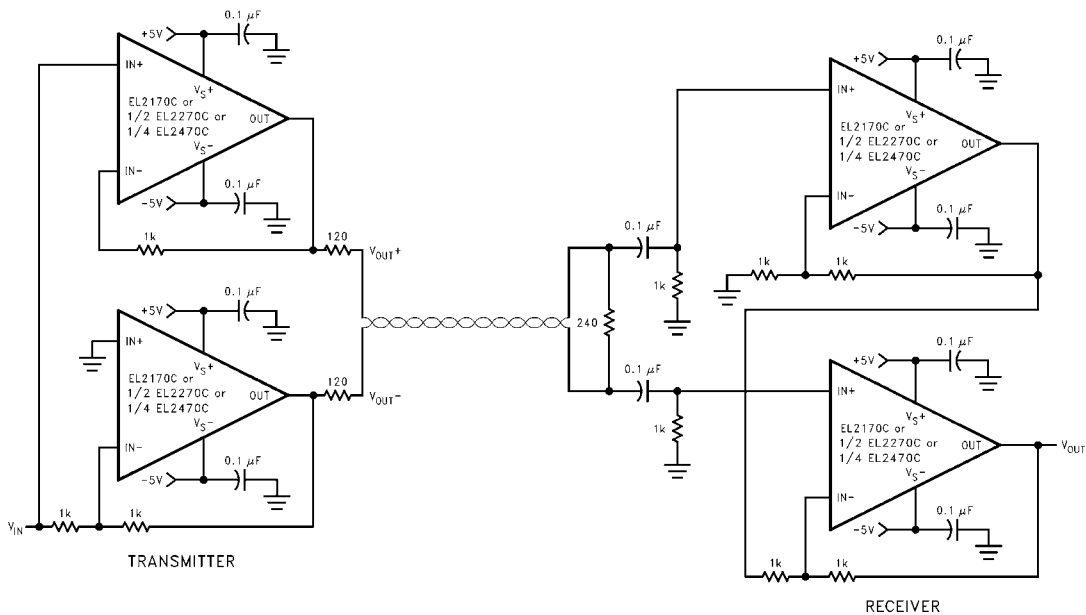 +5V
0.1 μF
IN+
VS+
EL2170C or
1/2 EL2270C or
1/4 EL2470C
OUT
VS-
IN-
-5V
0.1 μF
1k
120
VOUT+
+5V
0.1 μF
IN+
VS+
EL2170C or
1/2 EL2270C or
1/4 EL2470C
OUT
VS-
IN-
-5V
0.1 μF
120
VOUT-
VIN
1k
1k
TRANSMITTER
0.1 μF
1k
240
0.1 μF
1k
+5V
0.1 μF
IN+
VS+
EL2170C or
1/2 EL2270C or
1/4 EL2470C
OUT
VS-
IN-
-5V
0.1 μF
1k
1k
+5V
0.1 μF
IN+
VS+
EL2170C or
1/2 EL2270C or
1/4 EL2470C
OUT
VOUT
VS-
IN-
-5V
0.1 μF
1k
1k
RECEIVER